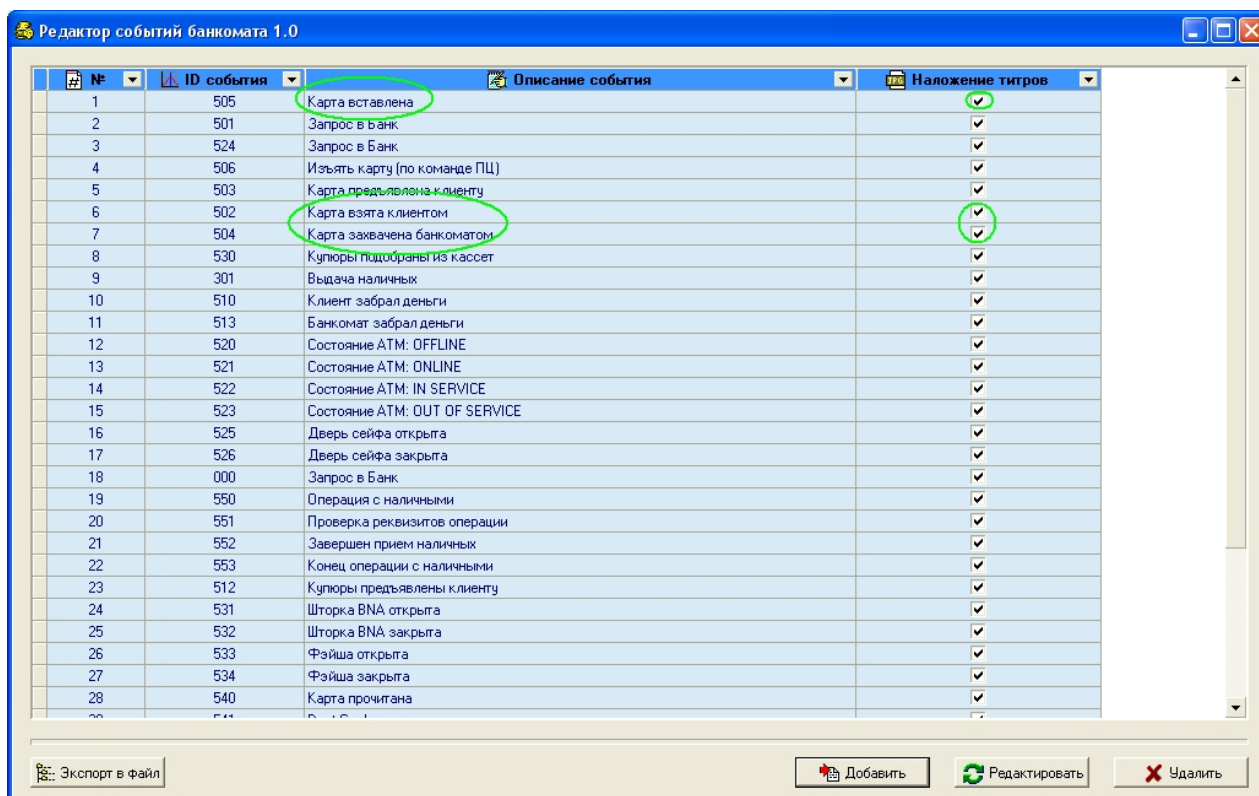 Редактор событий банкомата 1.0
№ ID события Описание события Наложение титров
1 505 Карта вставлена
2 501 Запрос в Банк
3 524 Запрос в Банк
4 506 Изъять карту (по команде ПЦ)
5 503 Карта предъявлена клиенту
6 502 Карта взята клиентом
7 504 Карта захвачена банкоматом
8 530 Купюры подобраны из кассет
9 301 Выдача наличных
10 510 Клиент забрал деньги
11 513 Банкомат забрал деньги
12 520 Состояние ATM: OFFLINE
13 521 Состояние ATM: ONLINE
14 522 Состояние ATM: IN SERVICE
15 523 Состояние ATM: OUT OF SERVICE
16 525 Дверь сейфа открыта
17 526 Дверь сейфа закрыта
18 000 Запрос в Банк
19 550 Операция с наличными
20 551 Проверка реквизитов операции
21 552 Завершен прием наличных
22 553 Конец операции с наличными
23 512 Купюры предъявлены клиенту
24 531 Шторка BNA открыта
25 532 Шторка BNA закрыта
26 533 Фэйша открыта
27 534 Фэйша закрыта
28 540 Карта прочитана
Экспорт в файл Добавить Редактировать Удалить